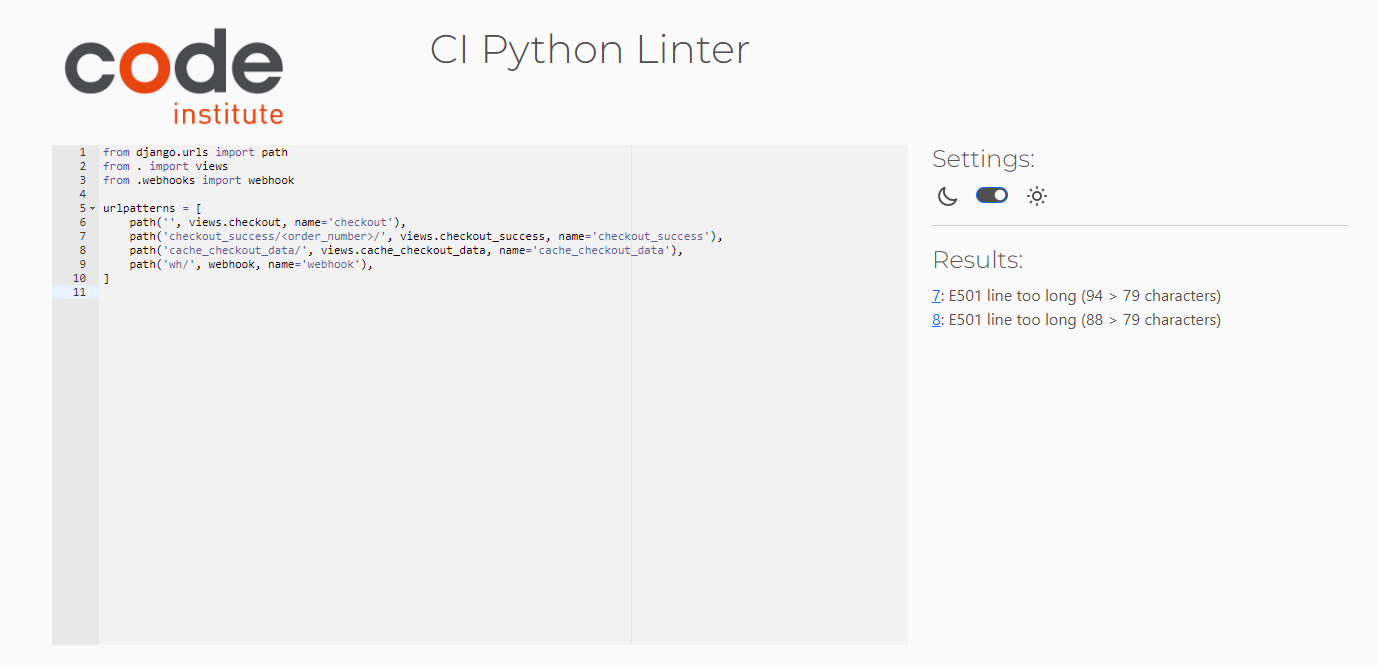 code
institute
CI Python Linter
1 from django.urls import path
2 from . import views
3 from .webhooks import webhook
4
5 urlpatterns = [
6     path('', views.checkout, name='checkout'),
7     path('checkout_success/<order_number>/', views.checkout_success, name='checkout_success'),
8     path('cache_checkout_data/', views.cache_checkout_data, name='cache_checkout_data'),
9     path('wh/', webhook, name='webhook'),
10 ]
11
Settings:
Results:
7: E501 line too long (94 > 79 characters)
8: E501 line too long (88 > 79 characters)